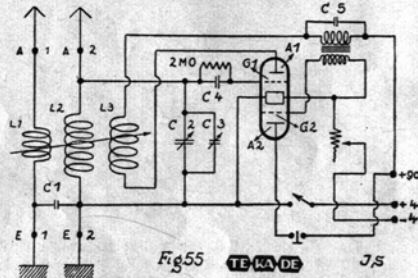 C 5
A 1 A 2
2MΩ G1 A1
C 4
L1 L2 L3
C 2 C 3
G2
A2
C1
+90
+4
-4
E 1 E 2
Fig55 TE KA DE J,S